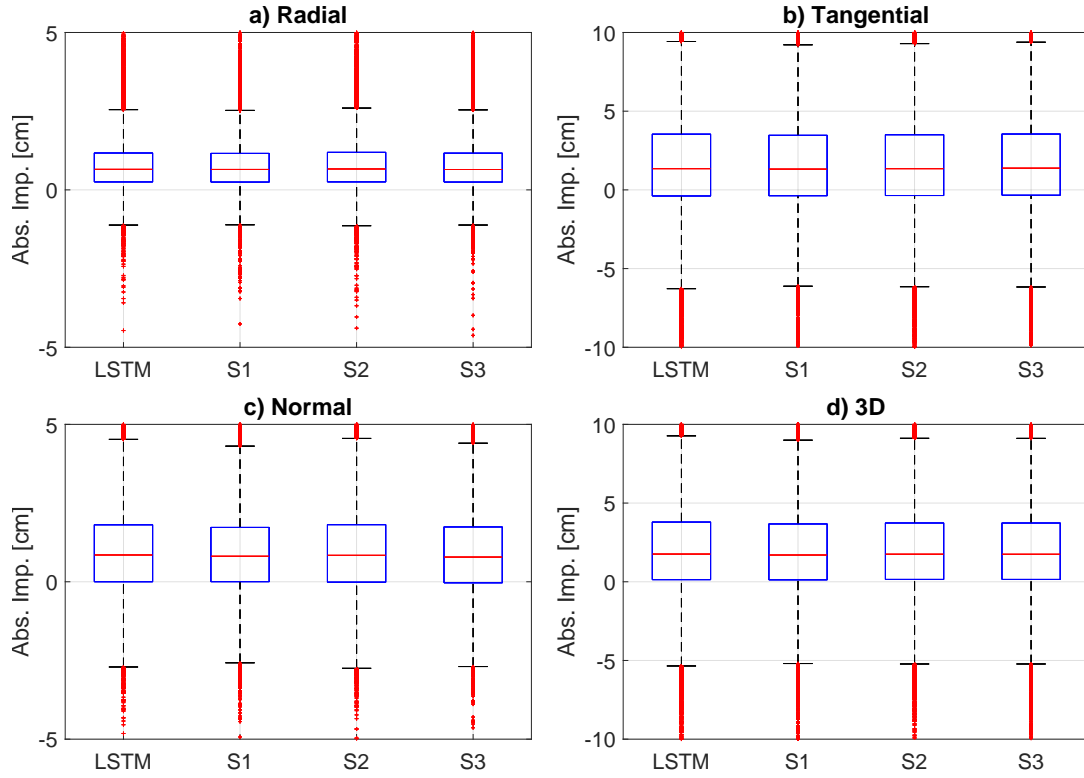 a) Radial
Abs. Imp. [cm]
5
0
-5
LSTM S1 S2 S3
b) Tangential
Abs. Imp. [cm]
10
5
0
-5
-10
LSTM S1 S2 S3
c) Normal
Abs. Imp. [cm]
5
0
-5
LSTM S1 S2 S3
d) 3D
Abs. Imp. [cm]
10
5
0
-5
-10
LSTM S1 S2 S3